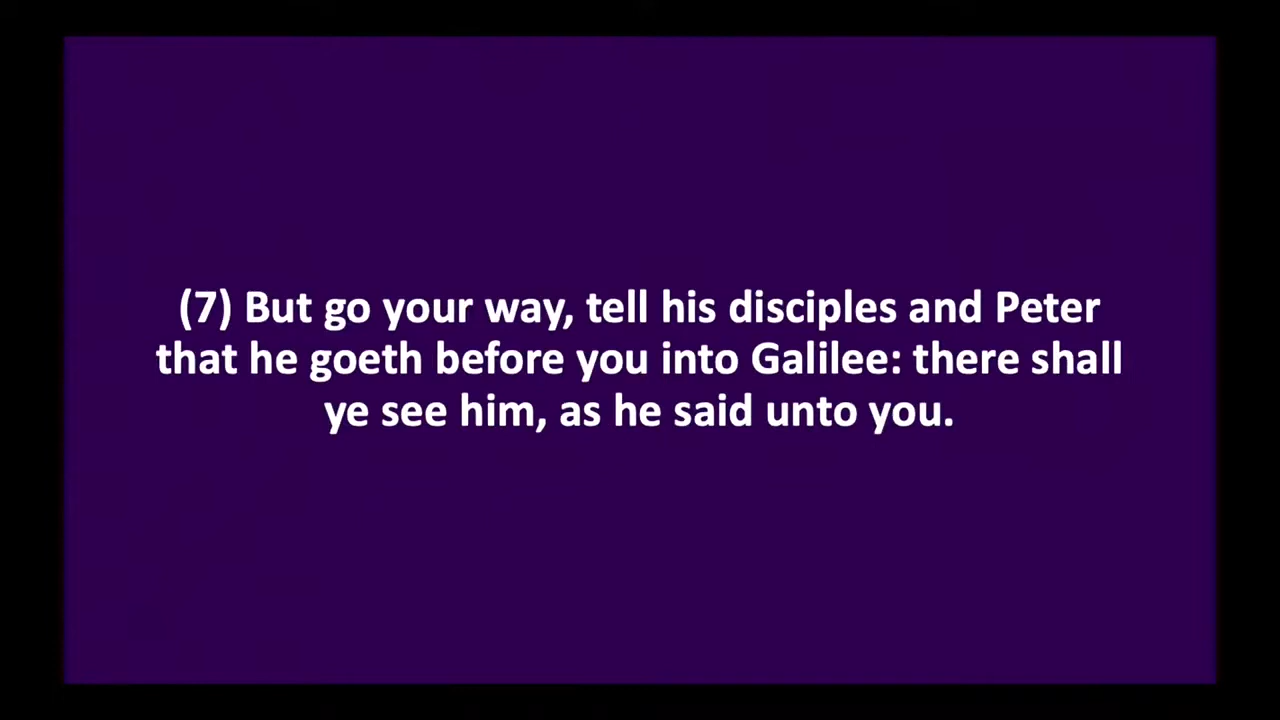 (7) But go your way, tell his disciples and Peter
that he goeth before you into Galilee: there shall
ye see him, as he said unto you.